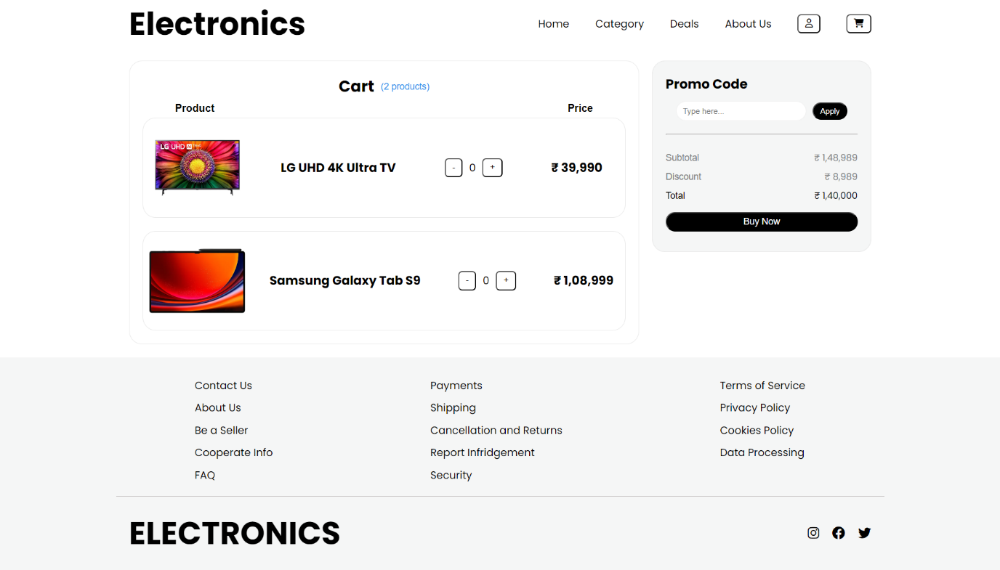 Electronics
Home Category Deals About Us
Cart (2 products)
Product Price
LG UHD AI
LG UHD 4K Ultra TV - 0 + ₹ 39,990
Samsung Galaxy Tab S9 - 0 + ₹ 1,08,999
Promo Code
Type here... Apply
Subtotal ₹ 1,48,989
Discount ₹ 8,989
Total ₹ 1,40,000
Buy Now
Contact Us
About Us
Be a Seller
Cooperate Info
FAQ
Payments
Shipping
Cancellation and Returns
Report Infridgement
Security
Terms of Service
Privacy Policy
Cookies Policy
Data Processing
ELECTRONICS